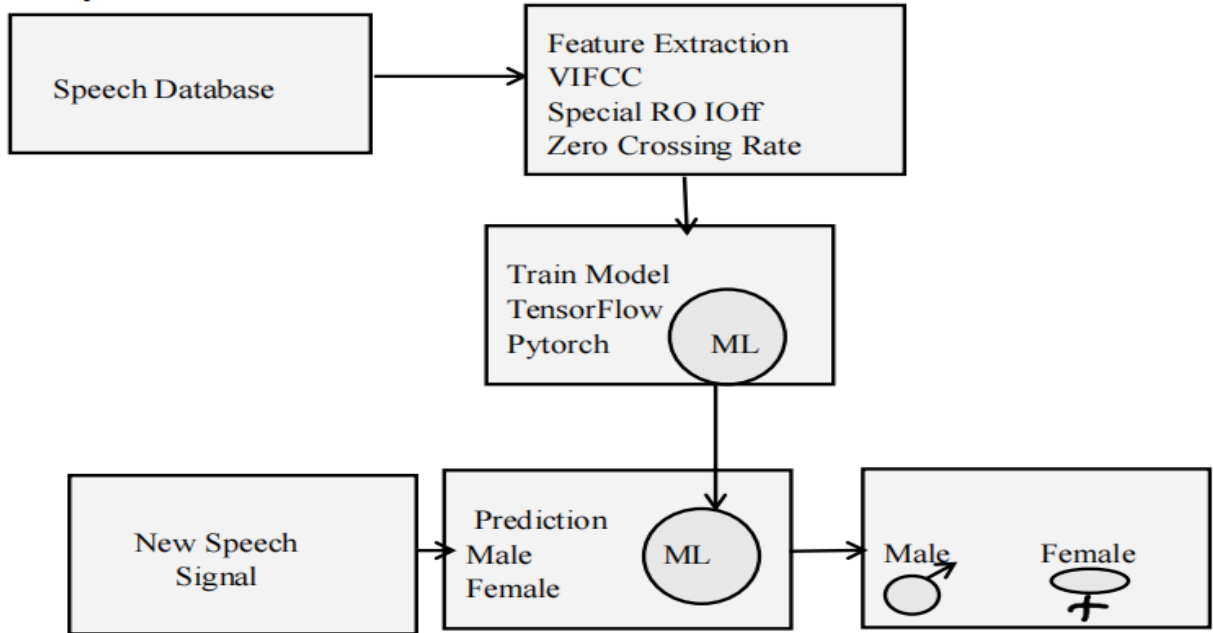 Speech Database
Feature Extraction
VIFCC
Special RO IOff
Zero Crossing Rate
Train Model
TensorFlow
Pytorch
ML
New Speech
Signal
Prediction
Male
Female
ML
Male
Female